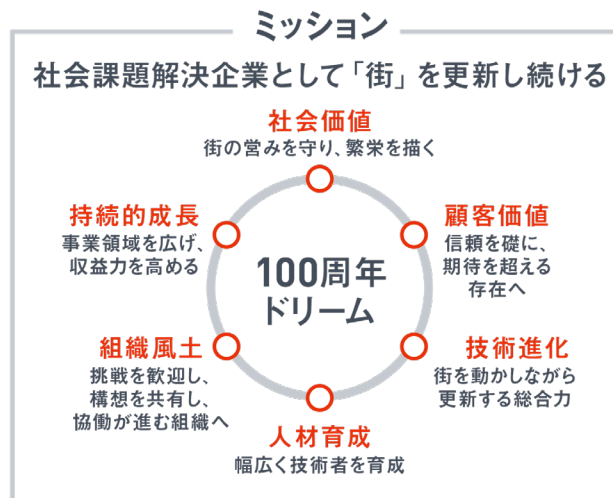 ミッション
社会課題解決企業として「街」を更新し続ける
社会価値
街の営みを守り、繁栄を描く
顧客価値
信頼を礎に、
期待を超える
存在へ
技術進化
街を動かしながら
更新する総合力
人材育成
幅広く技術者を育成
組織風土
挑戦を歓迎し、
構想を共有し、
協働が進む組織へ
持続的成長
事業領域を広げ、
収益力を高める
100周年
ドリーム